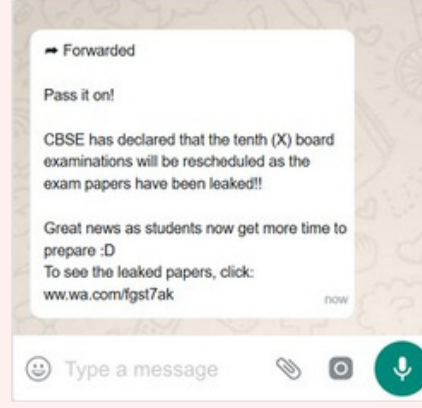 Forwarded
Pass it on!
CBSE has declared that the tenth (X) board
examinations will be rescheduled as the
exam papers have been leaked!!
Great news as students now get more time to
prepare :D
To see the leaked papers, click:
ww.wa.com/fgst7ak
now
Type a message